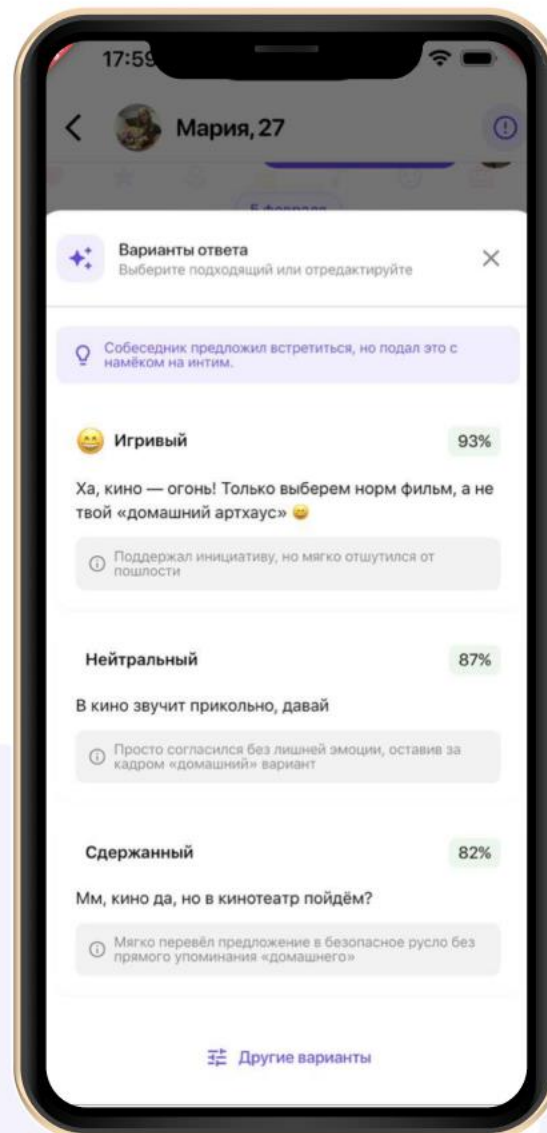 17:59
Мария, 27
5 февраля
Варианты ответа
Выберите подходящий или отредактируйте
Собеседник предложил встретиться, но подал это с
намёком на интим.
Игривый
93%
Ха, кино — огонь! Только выберем норм фильм, а не
твой «домашний артхаус» 😄
Поддержал инициативу, но мягко отшутился от
пошлости
Нейтральный
87%
В кино звучит прикольно, давай
Просто согласился без лишней эмоции, оставив за
кадром «домашний» вариант
Сдержанный
82%
Мм, кино да, но в кинотеатр пойдём?
Мягко перевёл предложение в безопасное русло без
прямого упоминания «домашнего»
Другие варианты